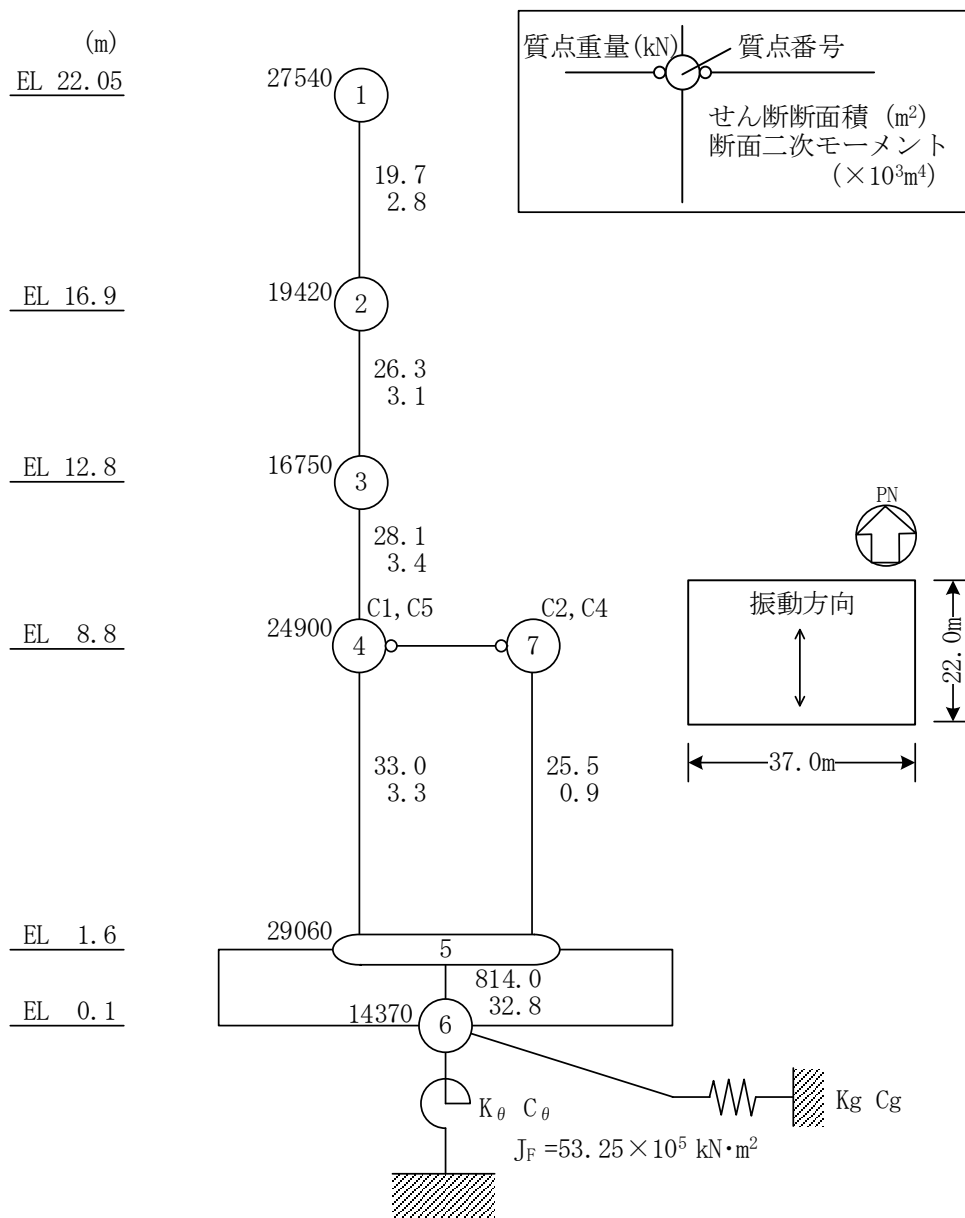 (m)
EL 22.05
27540
1
19.7
2.8
EL 16.9
19420
2
26.3
3.1
EL 12.8
16750
3
28.1
3.4
EL 8.8
24900
C1, C5
4
C2, C4
7
33.0
3.3
25.5
0.9
EL 1.6
29060
5
814.0
32.8
EL 0.1
14370
6
Kθ Cθ
Kg Cg
J_F =53.25×10⁵ kN·m²
質点重量(kN)
質点番号
せん断断面積 (m²)
断面二次モーメント
(×10³m⁴)
PN
振動方向
22.0m
37.0m